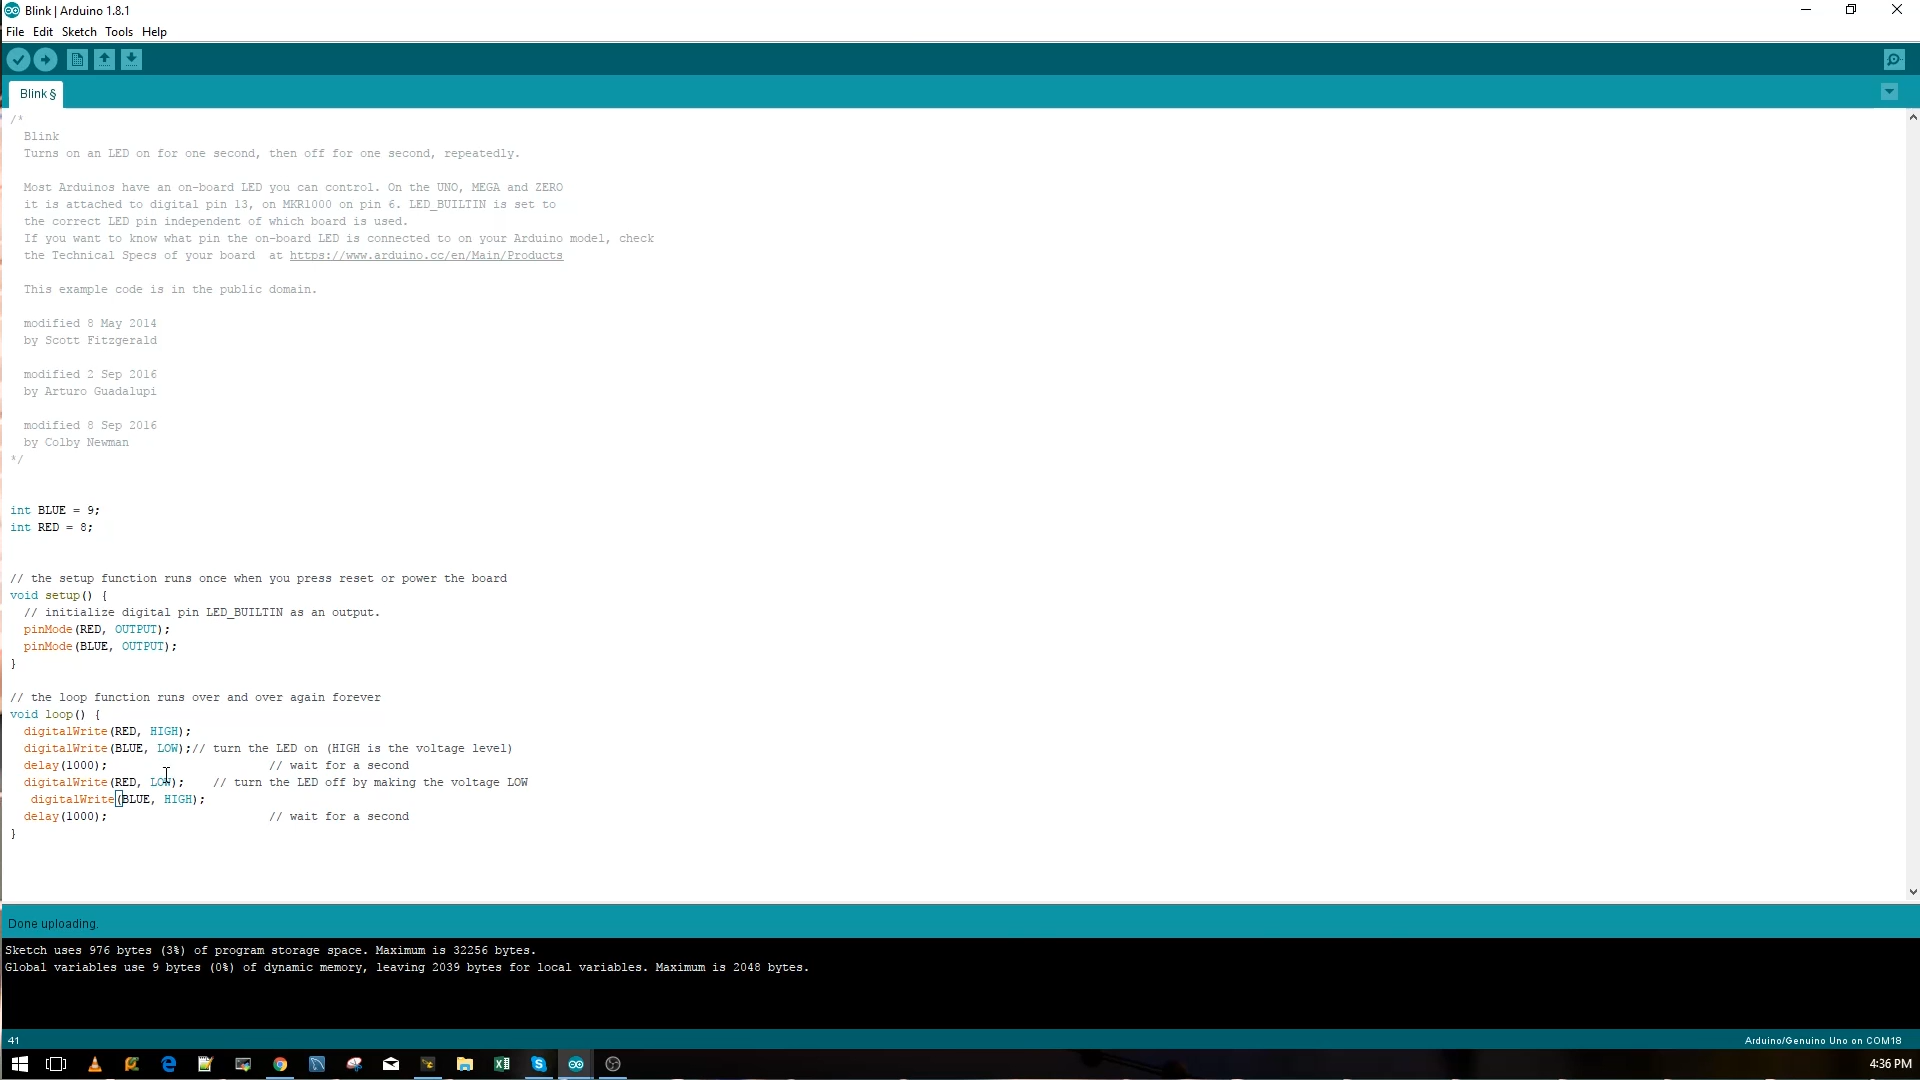 Blink | Arduino 1.8.1
File Edit Sketch Tools Help
Blink §
/*
  Blink
  Turns on an LED on for one second, then off for one second, repeatedly.

  Most Arduinos have an on-board LED you can control. On the UNO, MEGA and ZERO
  it is attached to digital pin 13, on MKR1000 on pin 6. LED_BUILTIN is set to
  the correct LED pin independent of which board is used.
  If you want to know what pin the on-board LED is connected to on your Arduino model, check
  the Technical Specs of your board  at https://www.arduino.cc/en/Main/Products

  This example code is in the public domain.

  modified 8 May 2014
  by Scott Fitzgerald

  modified 2 Sep 2016
  by Arturo Guadalupi

  modified 8 Sep 2016
  by Colby Newman
*/

int BLUE = 9;
int RED = 8;

// the setup function runs once when you press reset or power the board
void setup() {
  // initialize digital pin LED_BUILTIN as an output.
  pinMode(RED, OUTPUT);
  pinMode(BLUE, OUTPUT);
}

// the loop function runs over and over again forever
void loop() {
  digitalWrite(RED, HIGH);
  digitalWrite(BLUE, LOW);// turn the LED on (HIGH is the voltage level)
  delay(1000);                       // wait for a second
  digitalWrite(RED, LOW);    // turn the LED off by making the voltage LOW
   digitalWrite(BLUE, HIGH);
  delay(1000);                       // wait for a second
}
Done uploading.
Sketch uses 976 bytes (3%) of program storage space. Maximum is 32256 bytes.
Global variables use 9 bytes (0%) of dynamic memory, leaving 2039 bytes for local variables. Maximum is 2048 bytes.
41
Arduino/Genuino Uno on COM18
4:36 PM